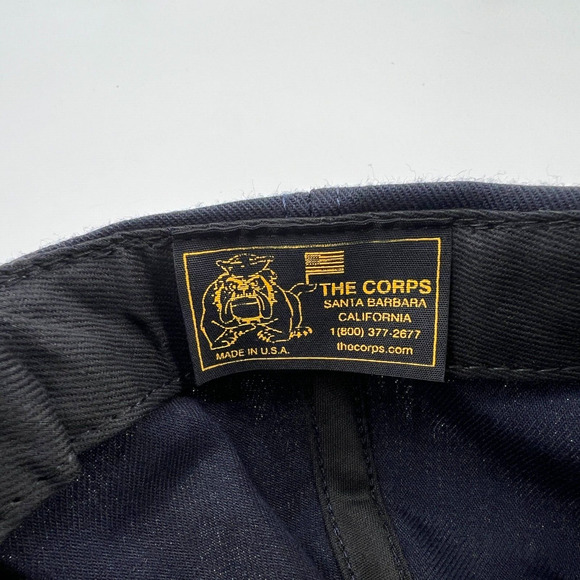 THE CORPS
SANTA BARBARA
CALIFORNIA
1(800) 377-2677
thecorps.com
MADE IN U.S.A.